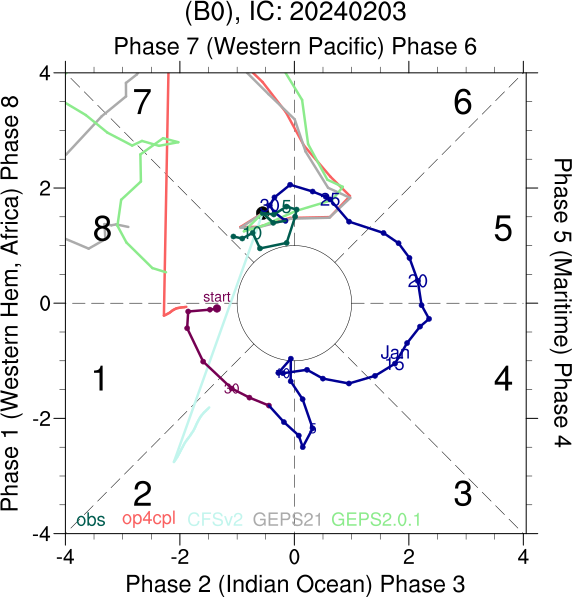 (B0), IC: 20240203
Phase 7 (Western Pacific) Phase 6
Phase 1 (Western Hem, Africa) Phase 8
Phase 5 (Maritime) Phase 4
4
2
0
-2
-4
7
6
8
5
1
4
2
3
30
5
25
10
20
start
Jan
15
10
30
5
obs op4cpl CFSv2 GEPS21 GEPS2.0.1
-4 -2 0 2 4
Phase 2 (Indian Ocean) Phase 3